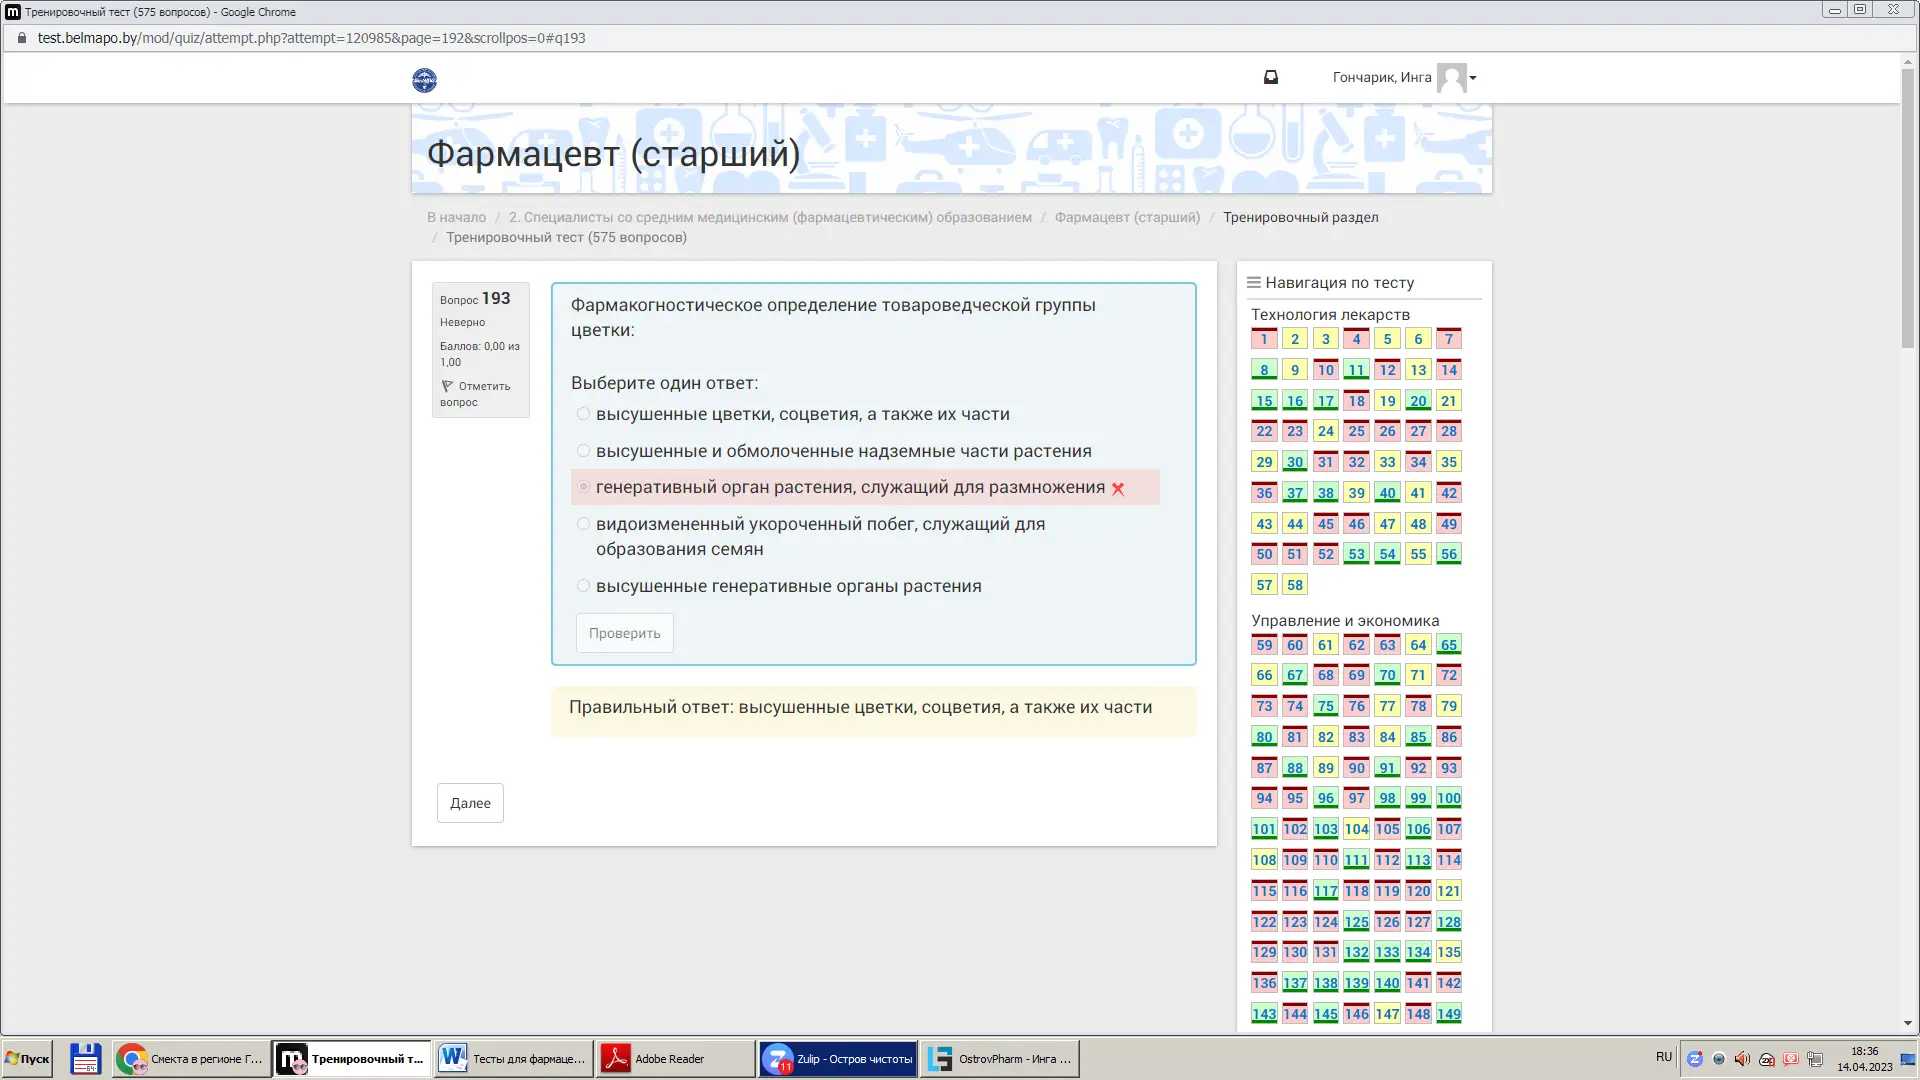 Тренировочный тест (575 вопросов) - Google Chrome
test.belmapo.by/mod/quiz/attempt.php?attempt=120985&page=192&scrollpos=0#q193
Гончарик, Инга
Фармацевт (старший)
В начало / 2. Специалисты со средним медицинским (фармацевтическим) образованием / Фармацевт (старший) / Тренировочный раздел
/ Тренировочный тест (575 вопросов)
Вопрос 193
Неверно
Баллов: 0,00 из
1,00
Отметить
вопрос
Фармакогностическое определение товароведческой группы
цветки:
Выберите один ответ:
высушенные цветки, соцветия, а также их части
высушенные и обмолоченные надземные части растения
генеративный орган растения, служащий для размножения
видоизмененный укороченный побег, служащий для
образования семян
высушенные генеративные органы растения
Проверить
Правильный ответ: высушенные цветки, соцветия, а также их части
Далее
Навигация по тесту
Технология лекарств
1 2 3 4 5 6 7
8 9 10 11 12 13 14
15 16 17 18 19 20 21
22 23 24 25 26 27 28
29 30 31 32 33 34 35
36 37 38 39 40 41 42
43 44 45 46 47 48 49
50 51 52 53 54 55 56
57 58
Управление и экономика
59 60 61 62 63 64 65
66 67 68 69 70 71 72
73 74 75 76 77 78 79
80 81 82 83 84 85 86
87 88 89 90 91 92 93
94 95 96 97 98 99 100
101 102 103 104 105 106 107
108 109 110 111 112 113 114
115 116 117 118 119 120 121
122 123 124 125 126 127 128
129 130 131 132 133 134 135
136 137 138 139 140 141 142
143 144 145 146 147 148 149
Пуск
64
Смекта в регионе Г...
Тренировочный т...
Тесты для фармаце...
Adobe Reader
11
Zulip - Остров чистоты
OstrovPharm - Инга ...
RU
18:36
14.04.2023